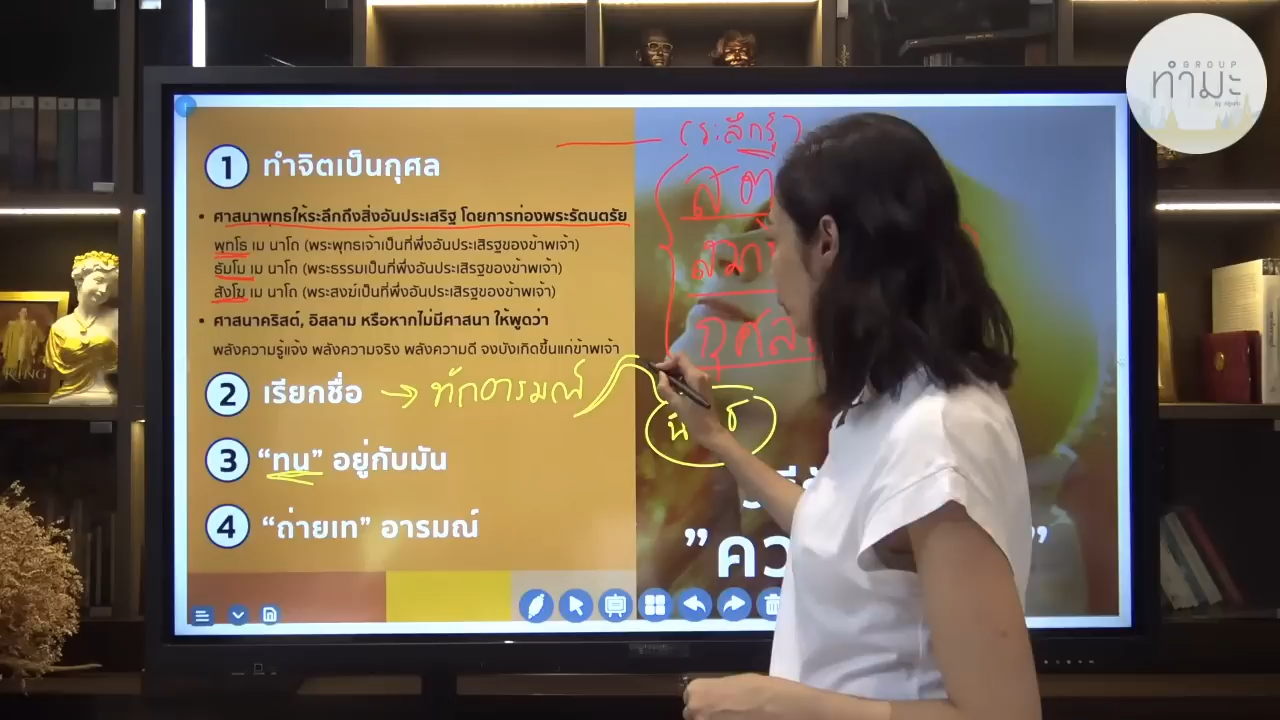 GROUP
ทำมะ
1 ทำจิตเป็นกุศล
• ศาสนาพุทธให้ระลึกถึงสิ่งอันประเสริฐ โดยการท่องพระรัตนตรัย
พุทโธ เม นาโถ (พระพุทธเจ้าเป็นที่พึ่งอันประเสริฐของข้าพเจ้า)
ธัมโม เม นาโถ (พระธรรมเป็นที่พึ่งอันประเสริฐของข้าพเจ้า)
สังโฆ เม นาโถ (พระสงฆ์เป็นที่พึ่งอันประเสริฐของข้าพเจ้า)
• ศาสนาคริสต์, อิสลาม หรือหากไม่มีศาสนา ให้พูดว่า
พลังความรู้แจ้ง พลังความจริง พลังความดี จงบังเกิดขึ้นแก่ข้าพเจ้า
2 เรียกชื่อ → ทักอารมณ์
3 “ทน” อยู่กับมัน
4 “ถ่ายเท” อารมณ์
(ระลึกรู้)
กุศล
KING